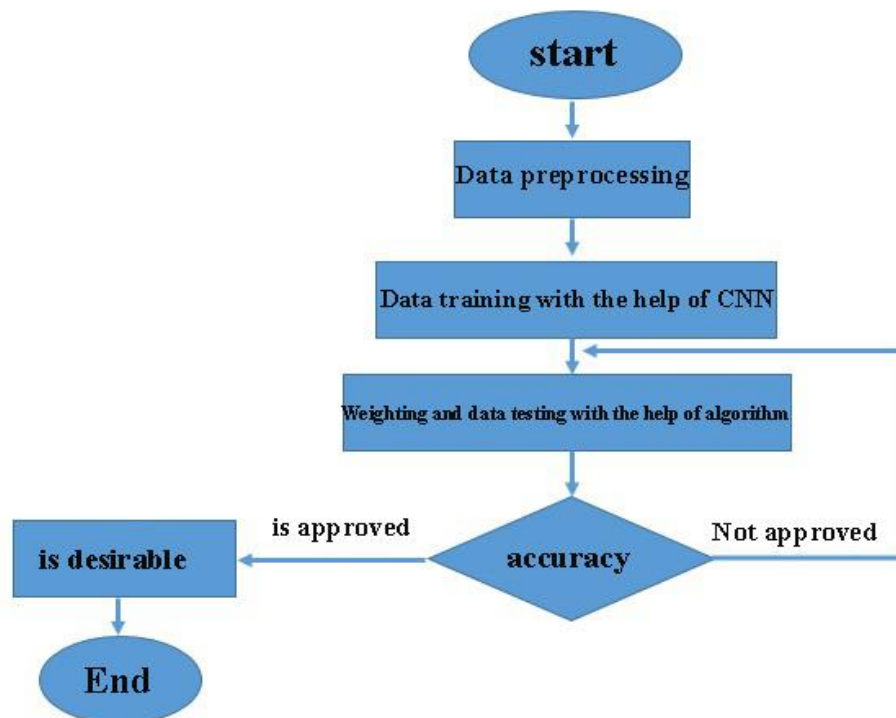 start
Data preprocessing
Data training with the help of CNN
Weighting and data testing with the help of algorithm
is approved
Not approved
is desirable
accuracy
End